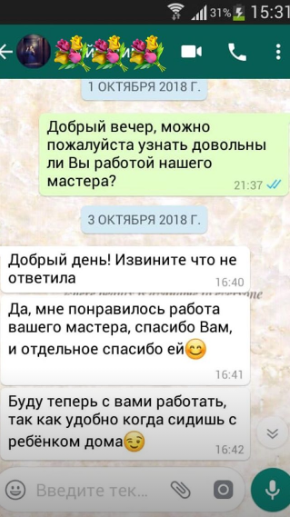 31% 15:31
1 ОКТЯБРЯ 2018 Г.
Добрый вечер, можно
пожалуйста узнать довольны
ли Вы работой нашего
мастера?
21:37
3 ОКТЯБРЯ 2018 Г.
Добрый день! Извините что не
ответила
16:40
Да, мне понравилось работа
вашего мастера, спасибо Вам,
и отдельное спасибо ей😊
16:41
Буду теперь с вами работать,
так как удобно когда сидишь с
ребёнком дома😉
16:42
Введите тек...